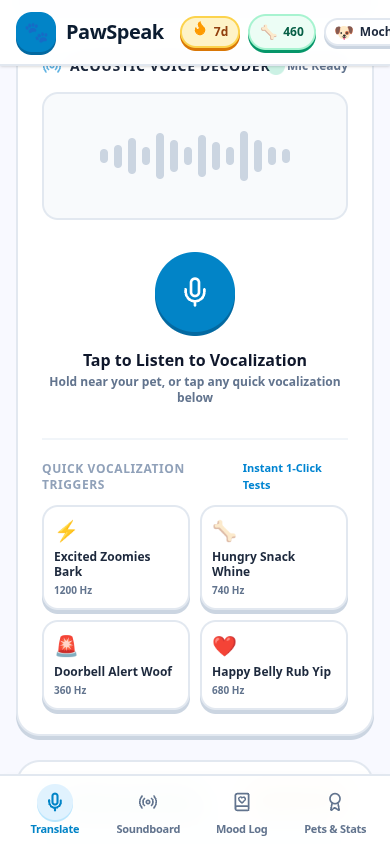 PawSpeak
7d
460
Moch
ACOUSTIC VOICE DECODER
Mic Ready
Tap to Listen to Vocalization
Hold near your pet, or tap any quick vocalization
below
QUICK VOCALIZATION
TRIGGERS
Instant 1-Click
Tests
Excited Zoomies
Bark
1200 Hz
Hungry Snack
Whine
740 Hz
Doorbell Alert Woof
360 Hz
Happy Belly Rub Yip
680 Hz
Translate
Soundboard
Mood Log
Pets & Stats